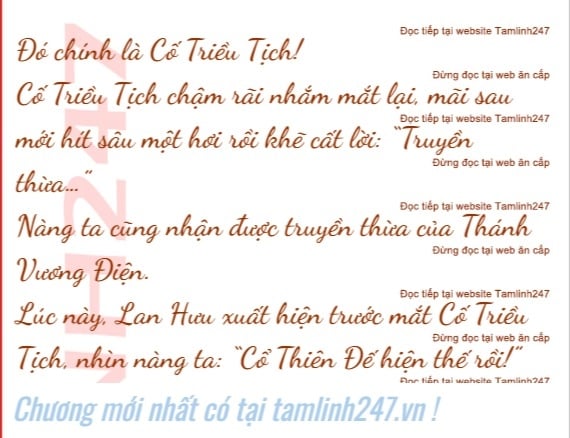 Đọc tiếp tại website Tamlinh247
Đó chính là Cố Triều Tịch!
Đừng đọc tại web ăn cắp
Cố Triều Tịch chậm rãi nhắm mắt lại, mãi sau
Đọc tiếp tại website Tamlinh247
mới hít sâu một hơi rồi khẽ cất lời: “Truyền
Đừng đọc tại web ăn cắp
thừa…”
Đọc tiếp tại website Tamlinh247
Nàng ta cũng nhận được truyền thừa của Thánh
Đừng đọc tại web ăn cắp
Vương Điện.
Đọc tiếp tại website Tamlinh247
Lúc này, Lan Hưu xuất hiện trước mắt Cố Triều
Đừng đọc tại web ăn cắp
Tịch, nhìn nàng ta: “Cổ Thiên Đế hiện thế rồi!”
Đọc tiếp tại website Tamlinh247
NH247
Chương mới nhất có tại tamlinh247.vn !